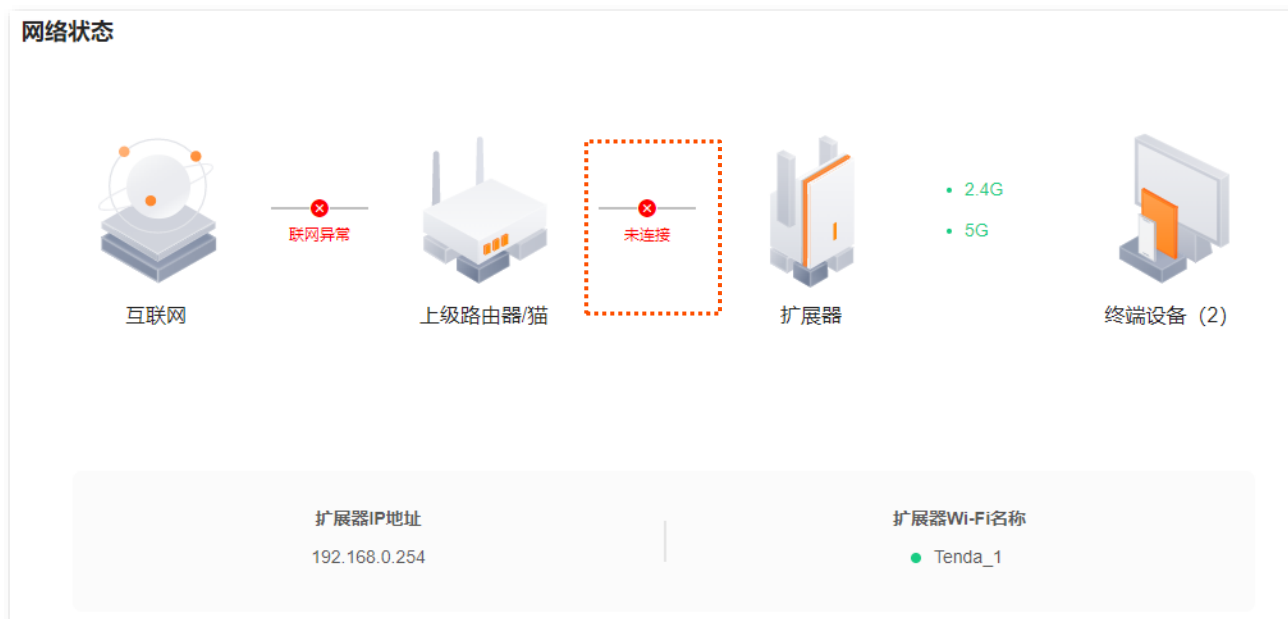 网络状态
联网异常
未连接
2.4G
5G
互联网
上级路由器/猫
扩展器
终端设备（2）
扩展器IP地址
扩展器Wi-Fi名称
192.168.0.254
Tenda_1